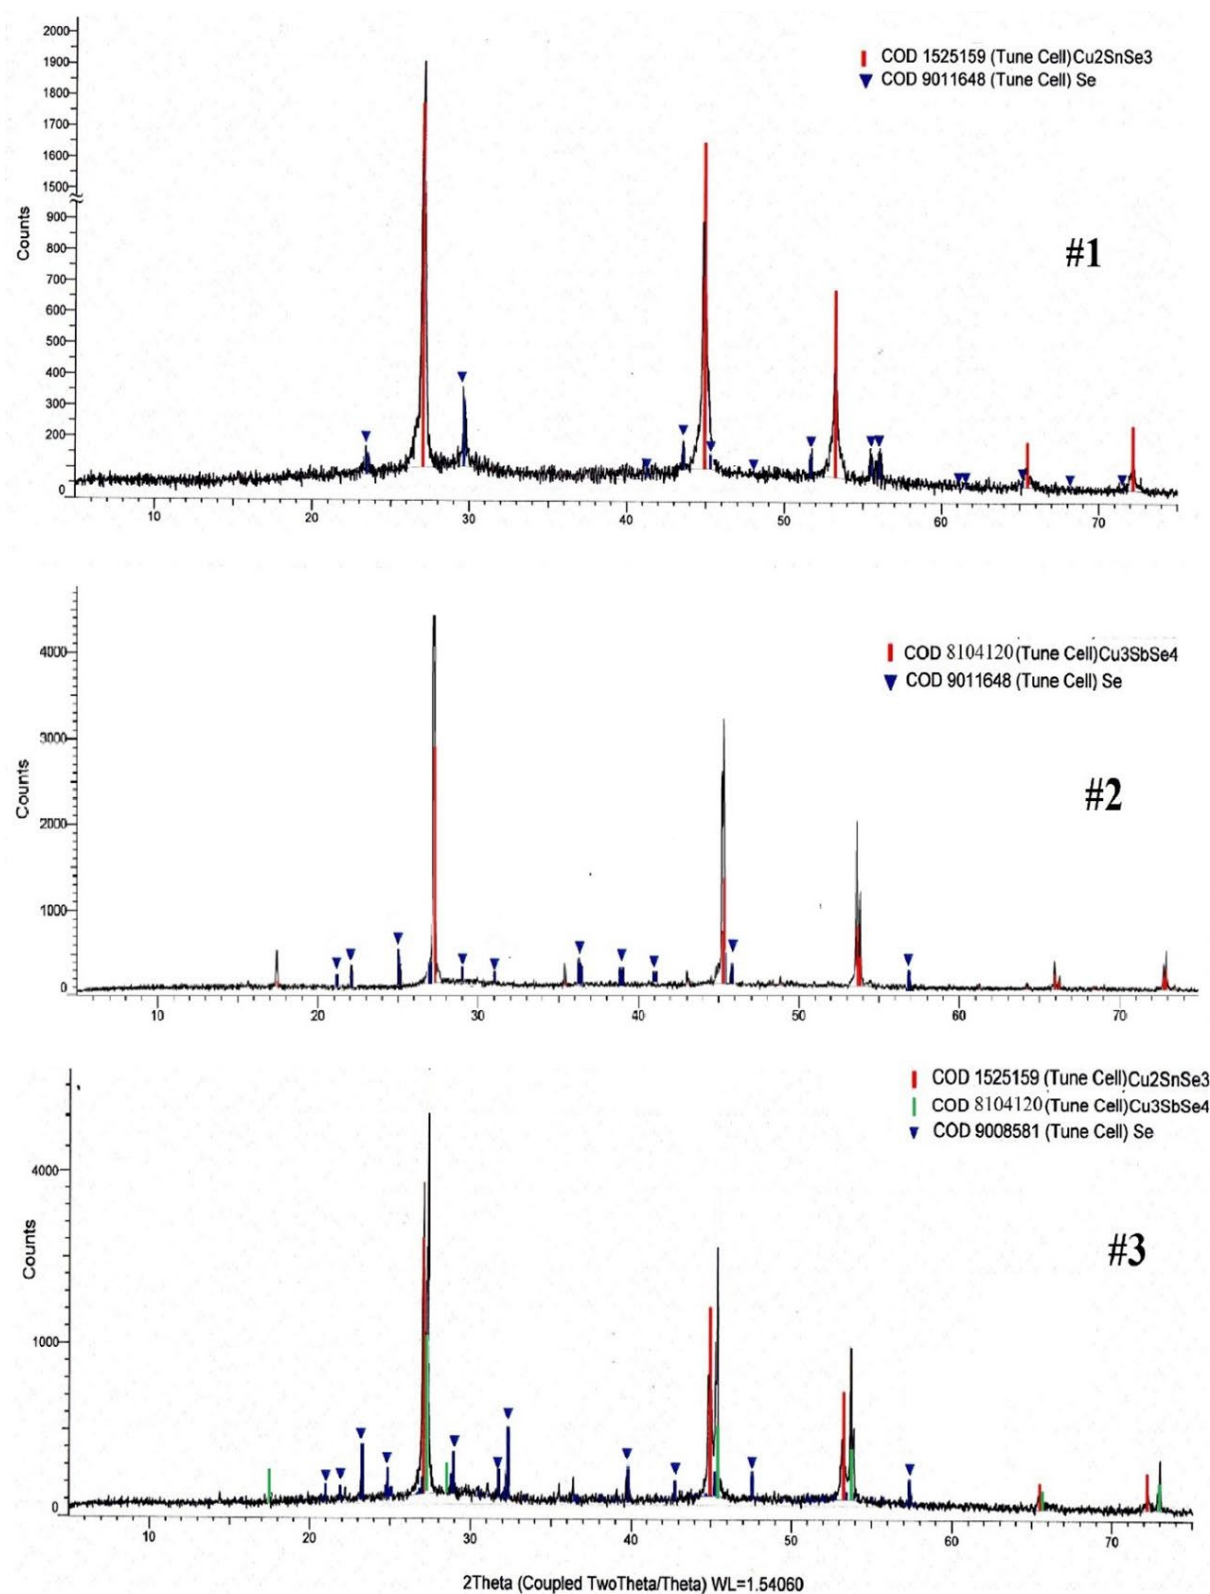 2000
1900
1800
1700
1600
1500
900
800
700
600
500
400
300
200
0
Counts
COD 1525159 (Tune Cell)Cu2SnSe3
COD 9011648 (Tune Cell) Se
#1
10 20 30 40 50 60 70
4000
3000
2000
1000
0
Counts
COD 8104120(Tune Cell)Cu3SbSe4
COD 9011648 (Tune Cell) Se
#2
10 20 30 40 50 60 70
4000
1000
0
Counts
COD 1525159 (Tune Cell)Cu2SnSe3
COD 8104120(Tune Cell)Cu3SbSe4
COD 9008581 (Tune Cell) Se
#3
10 20 30 40 50 60 70
2Theta (Coupled TwoTheta/Theta) WL=1.54060